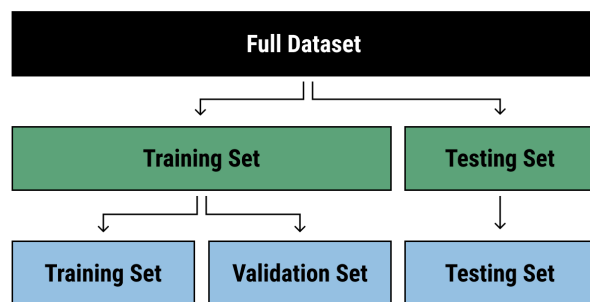 Full Dataset
Training Set
Testing Set
Training Set
Validation Set
Testing Set